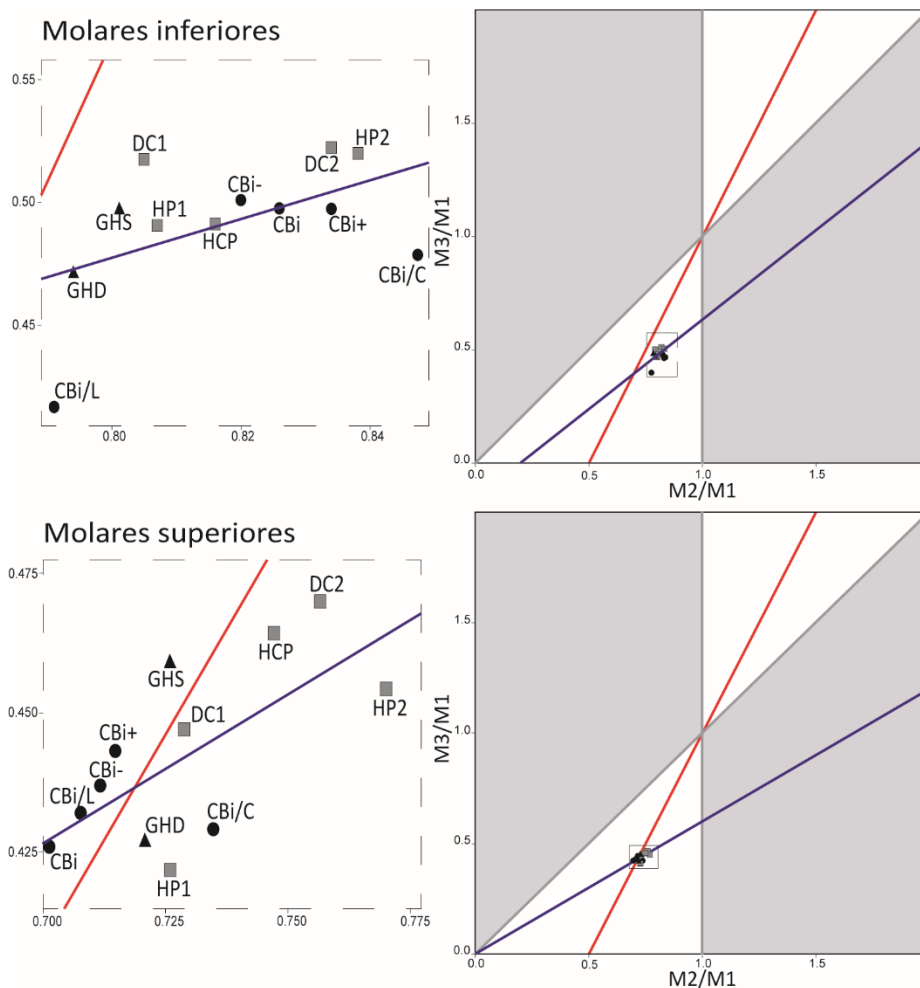 Molares inferiores
0.55
0.50
0.45
0.80
0.82
0.84
DC1
DC2
HP2
CBi-
GHS
HP1
HCP
CBi
CBi+
GHD
CBi/C
CBi/L
M3/M1
1.5
1.0
0.5
0.0
0.0
0.5
1.0
1.5
M2/M1
Molares superiores
0.475
0.450
0.425
0.700
0.725
0.750
0.775
DC2
HCP
GHS
DC1
HP2
CBi+
CBi-
CBi/L
CBi
GHD
CBi/C
HP1
M3/M1
1.5
1.0
0.5
0.0
0.0
0.5
1.0
1.5
M2/M1